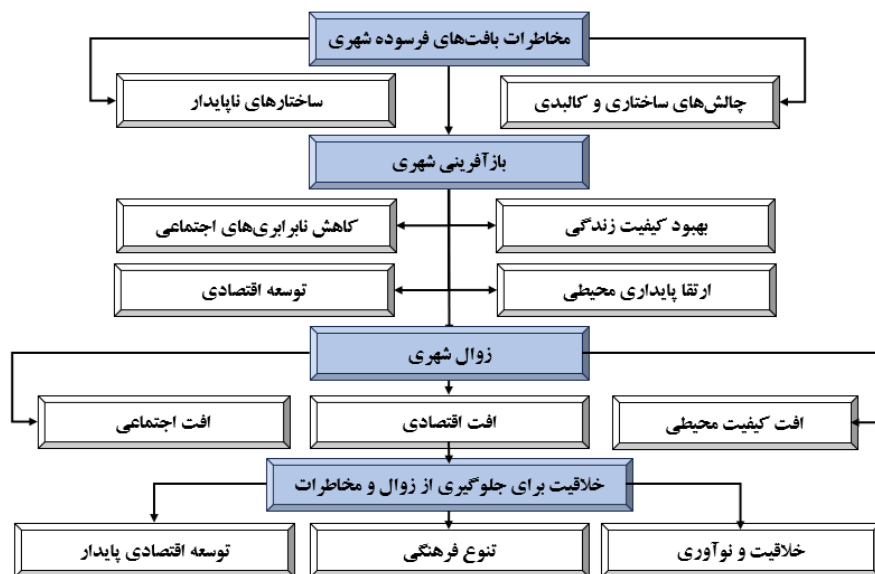 مخاطرات بافت‌های فرسوده شهری
چالش‌های ساختاری و کالبدی
ساختارهای ناپایدار
بازآفرینی شهری
بهبود کیفیت زندگی
کاهش نابرابری‌های اجتماعی
ارتقا پایداری محیطی
توسعه اقتصادی
زوال شهری
افت کیفیت محیطی
افت اقتصادی
افت اجتماعی
خلاقیت برای جلوگیری از زوال و مخاطرات
خلاقیت و نوآوری
تنوع فرهنگی
توسعه اقتصادی پایدار